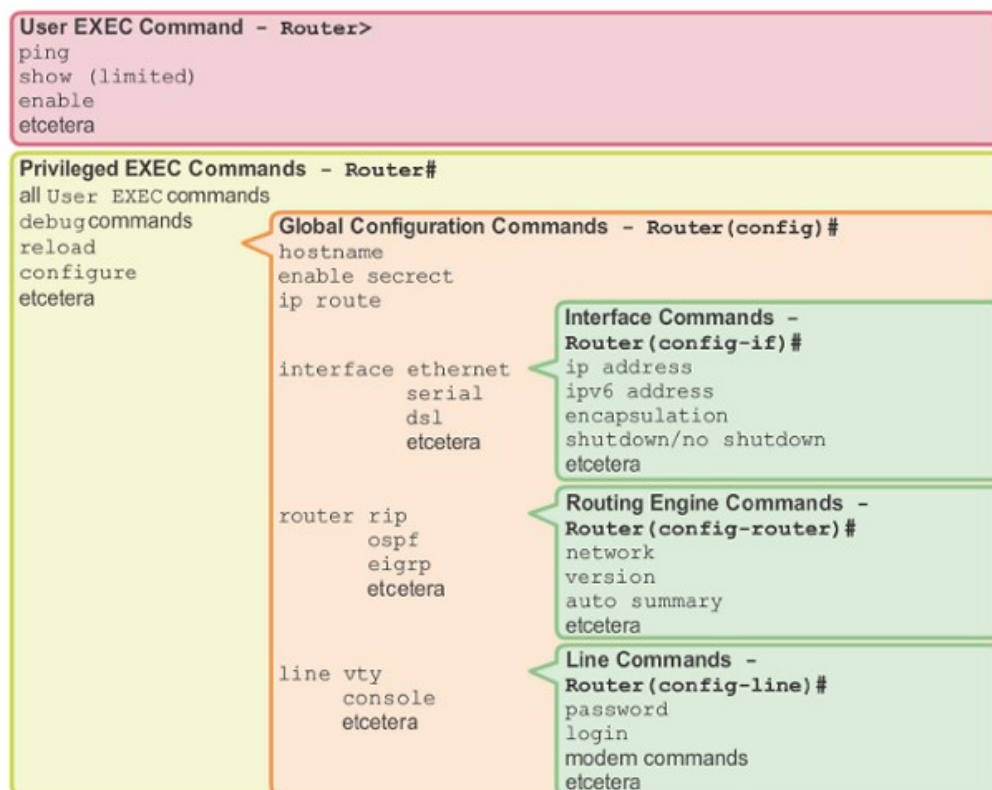 User EXEC Command – Router>
ping
show (limited)
enable
etcetera
Privileged EXEC Commands – Router#
all User EXEC commands
debug commands
reload
configure
etcetera
Global Configuration Commands – Router(config)#
hostname
enable secrect
ip route
interface ethernet
serial
dsl
etcetera
Interface Commands –
Router(config-if)#
ip address
ipv6 address
encapsulation
shutdown/no shutdown
etcetera
router rip
ospf
eigrp
etcetera
Routing Engine Commands –
Router(config-router)#
network
version
auto summary
etcetera
line vty
console
etcetera
Line Commands –
Router(config-line)#
password
login
modem commands
etcetera